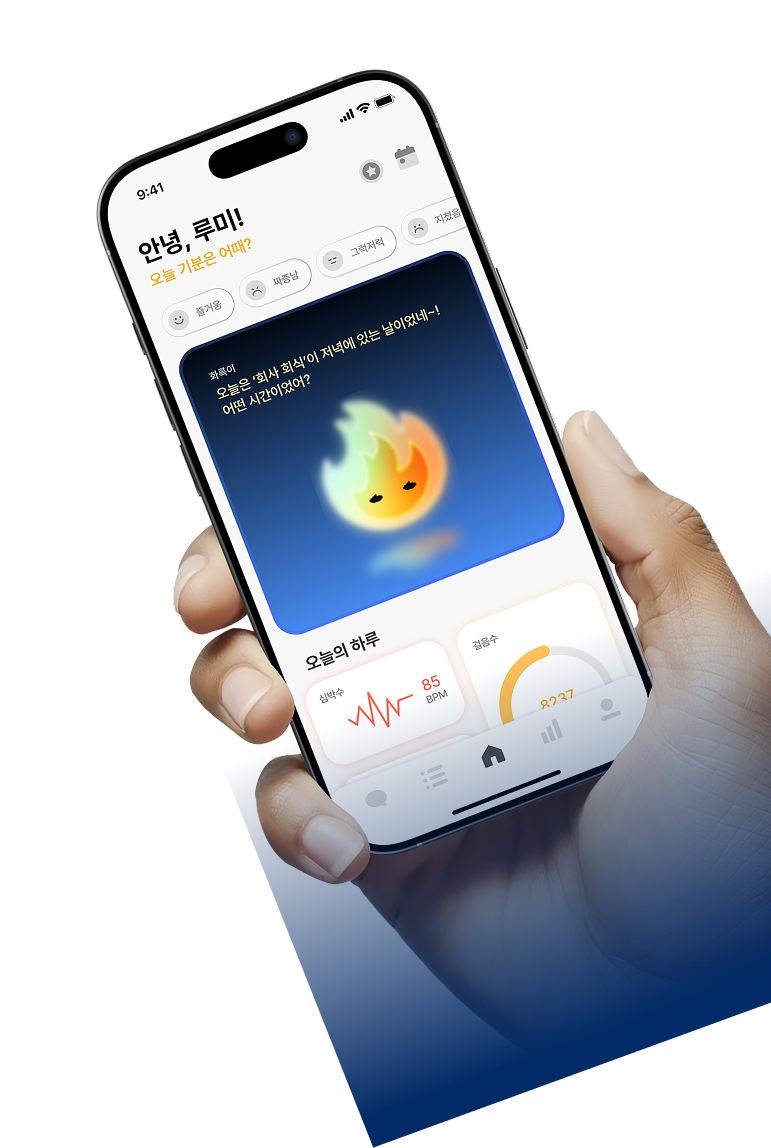 9:41
안녕, 루미!
오늘 기분은 어때?
즐거움
짜증남
그럭저럭
지쳤음
화륵이
오늘은 '회사 회식'이 저녁에 있는 날이었네~!
어떤 시간이었어?
오늘의 하루
심박수
85
BPM
걸음수
8237